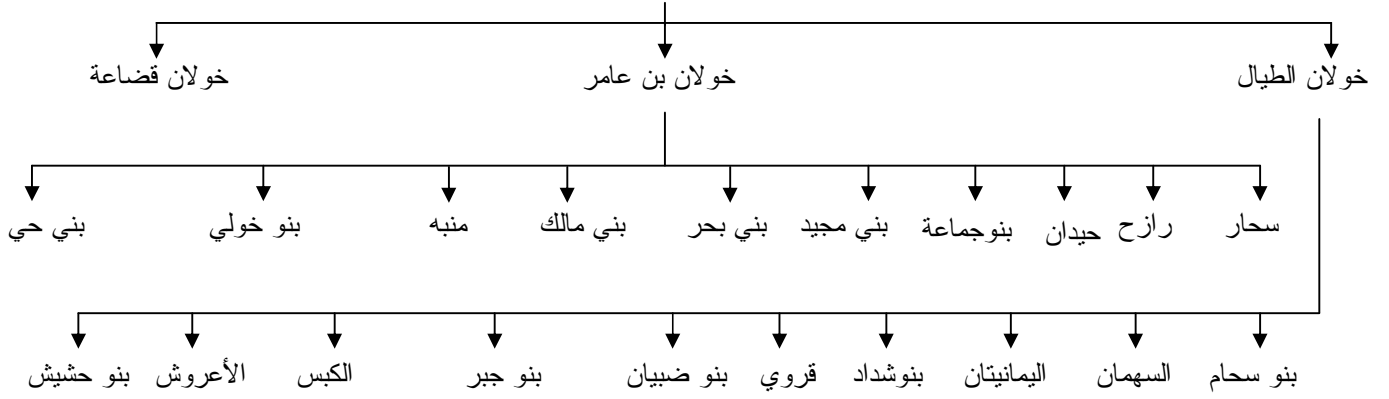 خولان الطيال خولان بن عامر خولان قضاعة
سحار رازح حيدان بنوجماعة بني مجيد بني بحر بني مالك منبه بنو خولي بني حي
بنو سحام السهمان اليمانيتان بنوشداد قروي بنو ضبيان بنو جبر الكبس الأعروش بنو حشيش